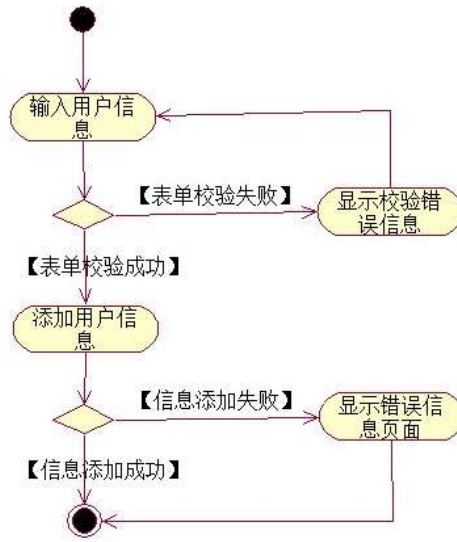 输入用户信
息
【表单校验失败】
显示校验错
误信息
【表单校验成功】
添加用户信
息
【信息添加失败】
显示错误信
息页面
【信息添加成功】